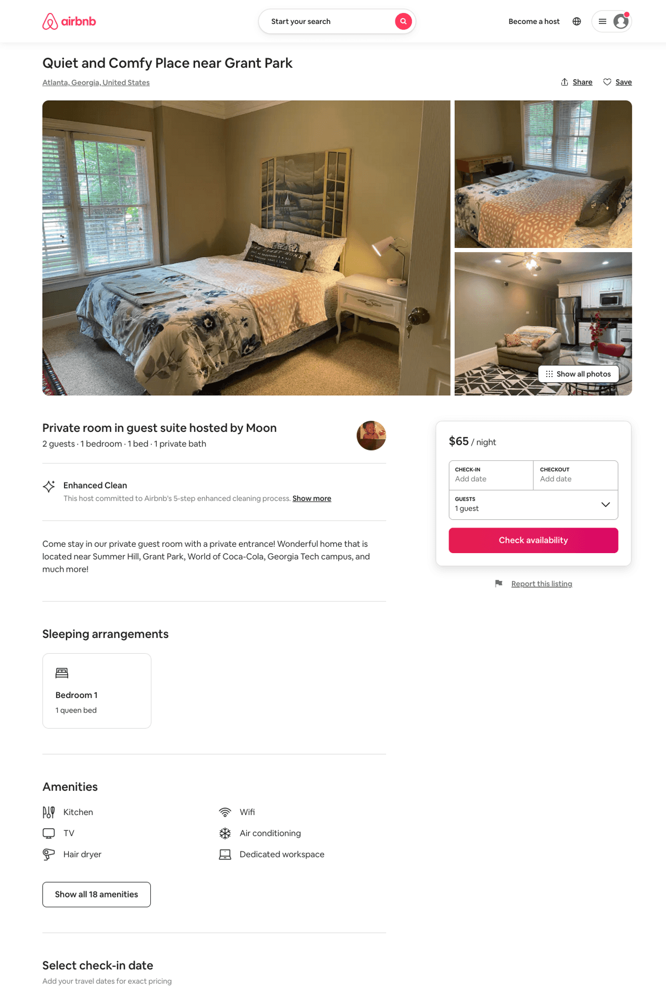 airbnb
Start your search
Become a host
Quiet and Comfy Place near Grant Park
Atlanta, Georgia, United States
Share
Save
Show all photos
Private room in guest suite hosted by Moon
2 guests · 1 bedroom · 1 bed · 1 private bath
Enhanced Clean
This host committed to Airbnb's 5-step enhanced cleaning process. Show more
Come stay in our private guest room with a private entrance! Wonderful home that is
located near Summer Hill, Grant Park, World of Coca-Cola, Georgia Tech campus, and
much more!
$65 / night
CHECK-IN
Add date
CHECKOUT
Add date
GUESTS
1 guest
Check availability
Report this listing
Sleeping arrangements
Bedroom 1
1 queen bed
Amenities
Kitchen
Wifi
TV
Air conditioning
Hair dryer
Dedicated workspace
Show all 18 amenities
Select check-in date
Add your travel dates for exact pricing